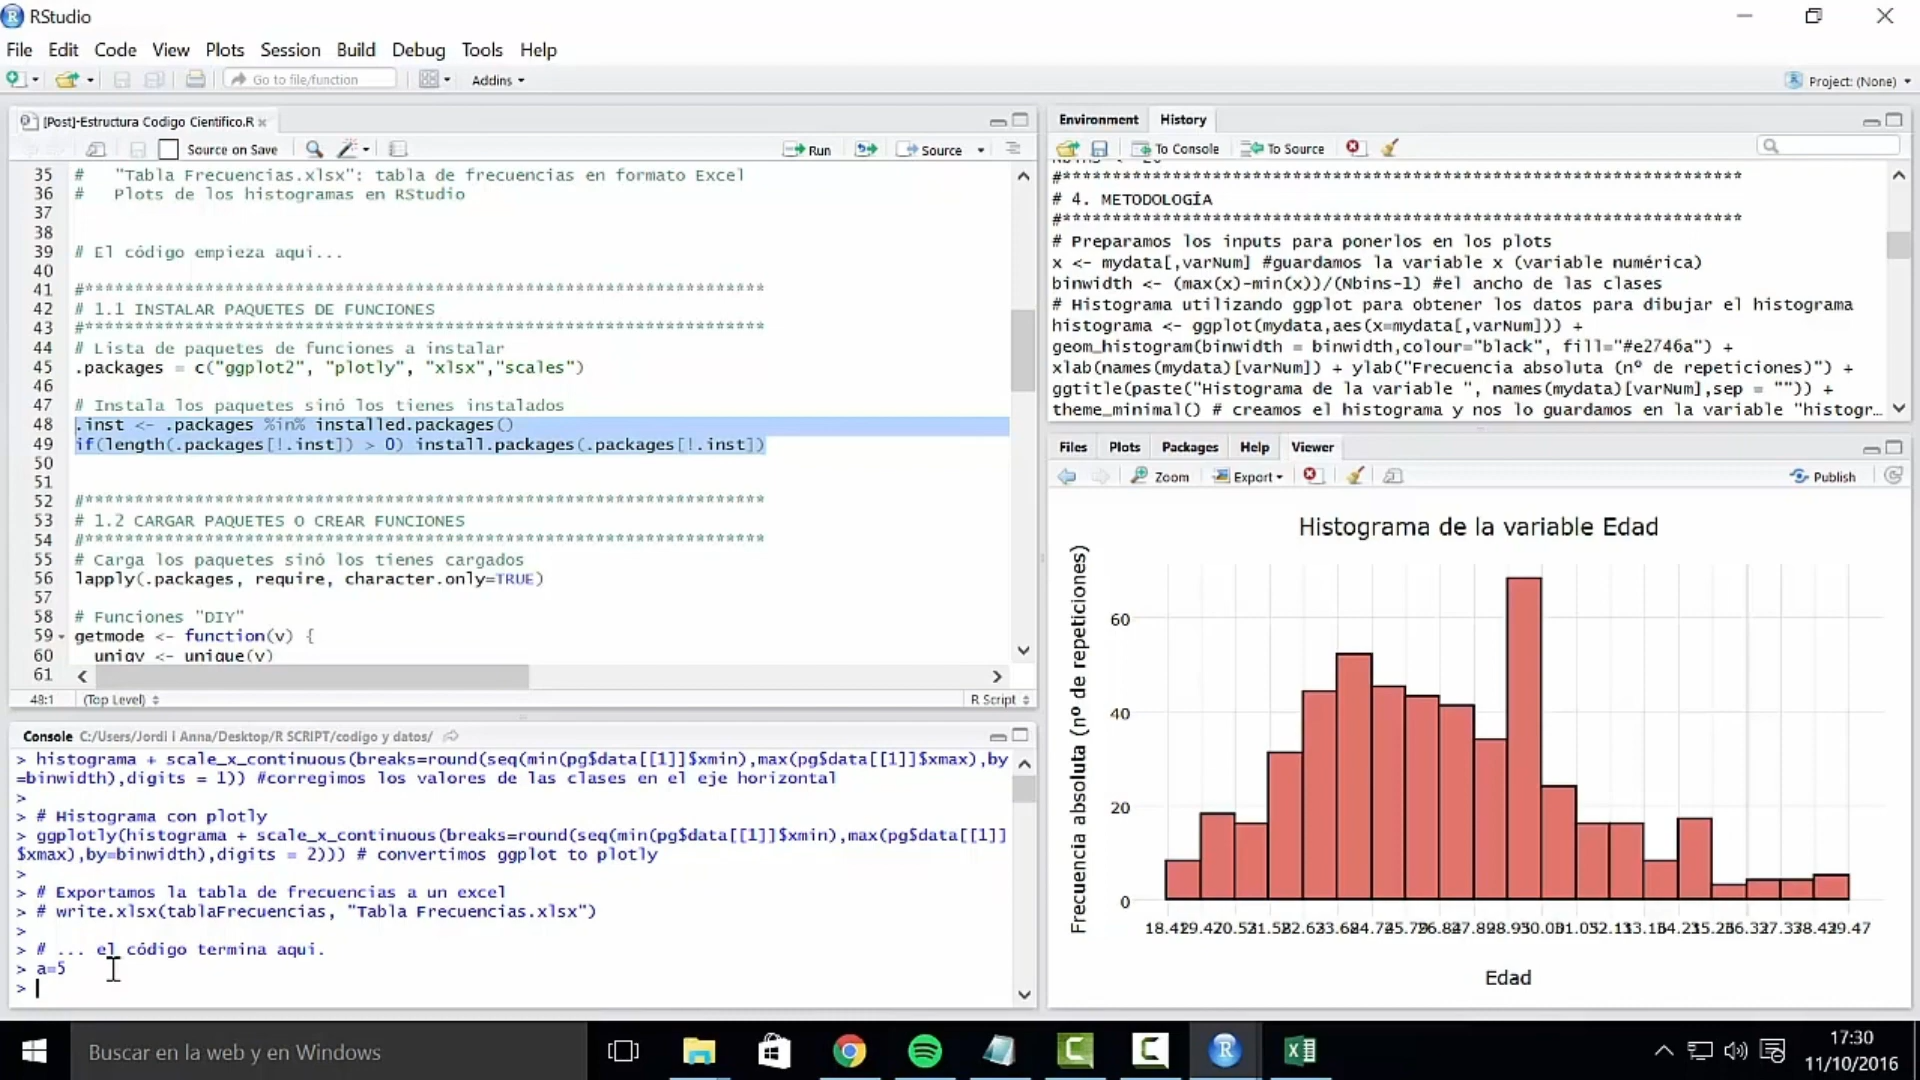 RStudio
File Edit Code View Plots Session Build Debug Tools Help
Go to file/function Addins Project: (None)
[Post]-Estructura Codigo Cientifico.R
Source on Save Run Source
35 # "Tabla Frecuencias.xlsx": tabla de frecuencias en formato Excel
36 # Plots de los histogramas en RStudio
37
38
39 # El código empieza aqui...
40
41 #********************************************************************
42 # 1.1 INSTALAR PAQUETES DE FUNCIONES
43 #********************************************************************
44 # Lista de paquetes de funciones a instalar
45 .packages = c("ggplot2", "plotly", "xlsx","scales")
46
47 # Instala los paquetes sinó los tienes instalados
48 .inst <- .packages %in% installed.packages()
49 if(length(.packages[!.inst]) > 0) install.packages(.packages[!.inst])
50
51
52 #********************************************************************
53 # 1.2 CARGAR PAQUETES O CREAR FUNCIONES
54 #********************************************************************
55 # Carga los paquetes sinó los tienes cargados
56 lapply(.packages, require, character.only=TRUE)
57
58 # Funciones "DIY"
59 getmode <- function(v) {
60 uniqv <- unique(v)
61
48:1 (Top Level) R Script
Console C:/Users/Jordi i Anna/Desktop/R SCRIPT/codigo y datos/
> histograma + scale_x_continuous(breaks=round(seq(min(pg$data[[1]]$xmin),max(pg$data[[1]]$xmax),by
=binwidth),digits = 1)) #corregimos los valores de las clases en el eje horizontal
>
> # Histograma con plotly
> ggplotly(histograma + scale_x_continuous(breaks=round(seq(min(pg$data[[1]]$xmin),max(pg$data[[1]]
$xmax),by=binwidth),digits = 2))) # convertimos ggplot to plotly
>
> # Exportamos la tabla de frecuencias a un excel
> # write.xlsx(tablaFrecuencias, "Tabla Frecuencias.xlsx")
>
> # ... el código termina aqui.
> a=5
>
Environment History
To Console To Source
#********************************************************************
# 4. METODOLOGÍA
#********************************************************************
# Preparamos los inputs para ponerlos en los plots
x <- mydata[,varNum] #guardamos la variable x (variable numérica)
binwidth <- (max(x)-min(x))/(Nbins-1) #el ancho de las clases
# Histograma utilizando ggplot para obtener los datos para dibujar el histograma
histograma <- ggplot(mydata,aes(x=mydata[,varNum])) +
geom_histogram(binwidth = binwidth,colour="black", fill="#e2746a") +
xlab(names(mydata)[varNum]) + ylab("Frecuencia absoluta (nº de repeticiones)") +
ggtitle(paste("Histograma de la variable ", names(mydata)[varNum],sep = "")) +
theme_minimal() # creamos el histograma y nos lo guardamos en la variable "histogr...
Files Plots Packages Help Viewer
Zoom Export Publish
Histograma de la variable Edad
Frecuencia absoluta (nº de repeticiones)
60
40
20
0
Edad
Buscar en la web y en Windows
17:30
11/10/2016